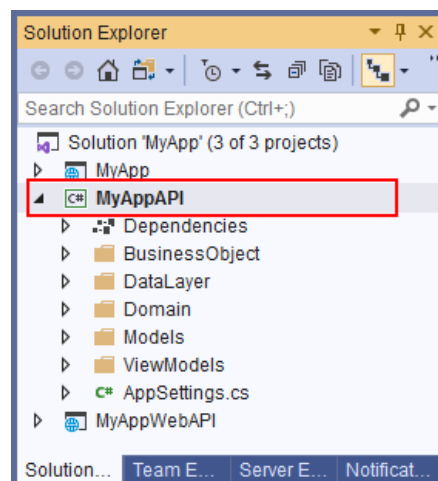 Solution Explorer
Search Solution Explorer (Ctrl+;)
Solution 'MyApp' (3 of 3 projects)
MyApp
C# MyAppAPI
Dependencies
BusinessObject
DataLayer
Domain
Models
ViewModels
C# AppSettings.cs
MyAppWebAPI
Solution... Team E... Server E... Notificat...